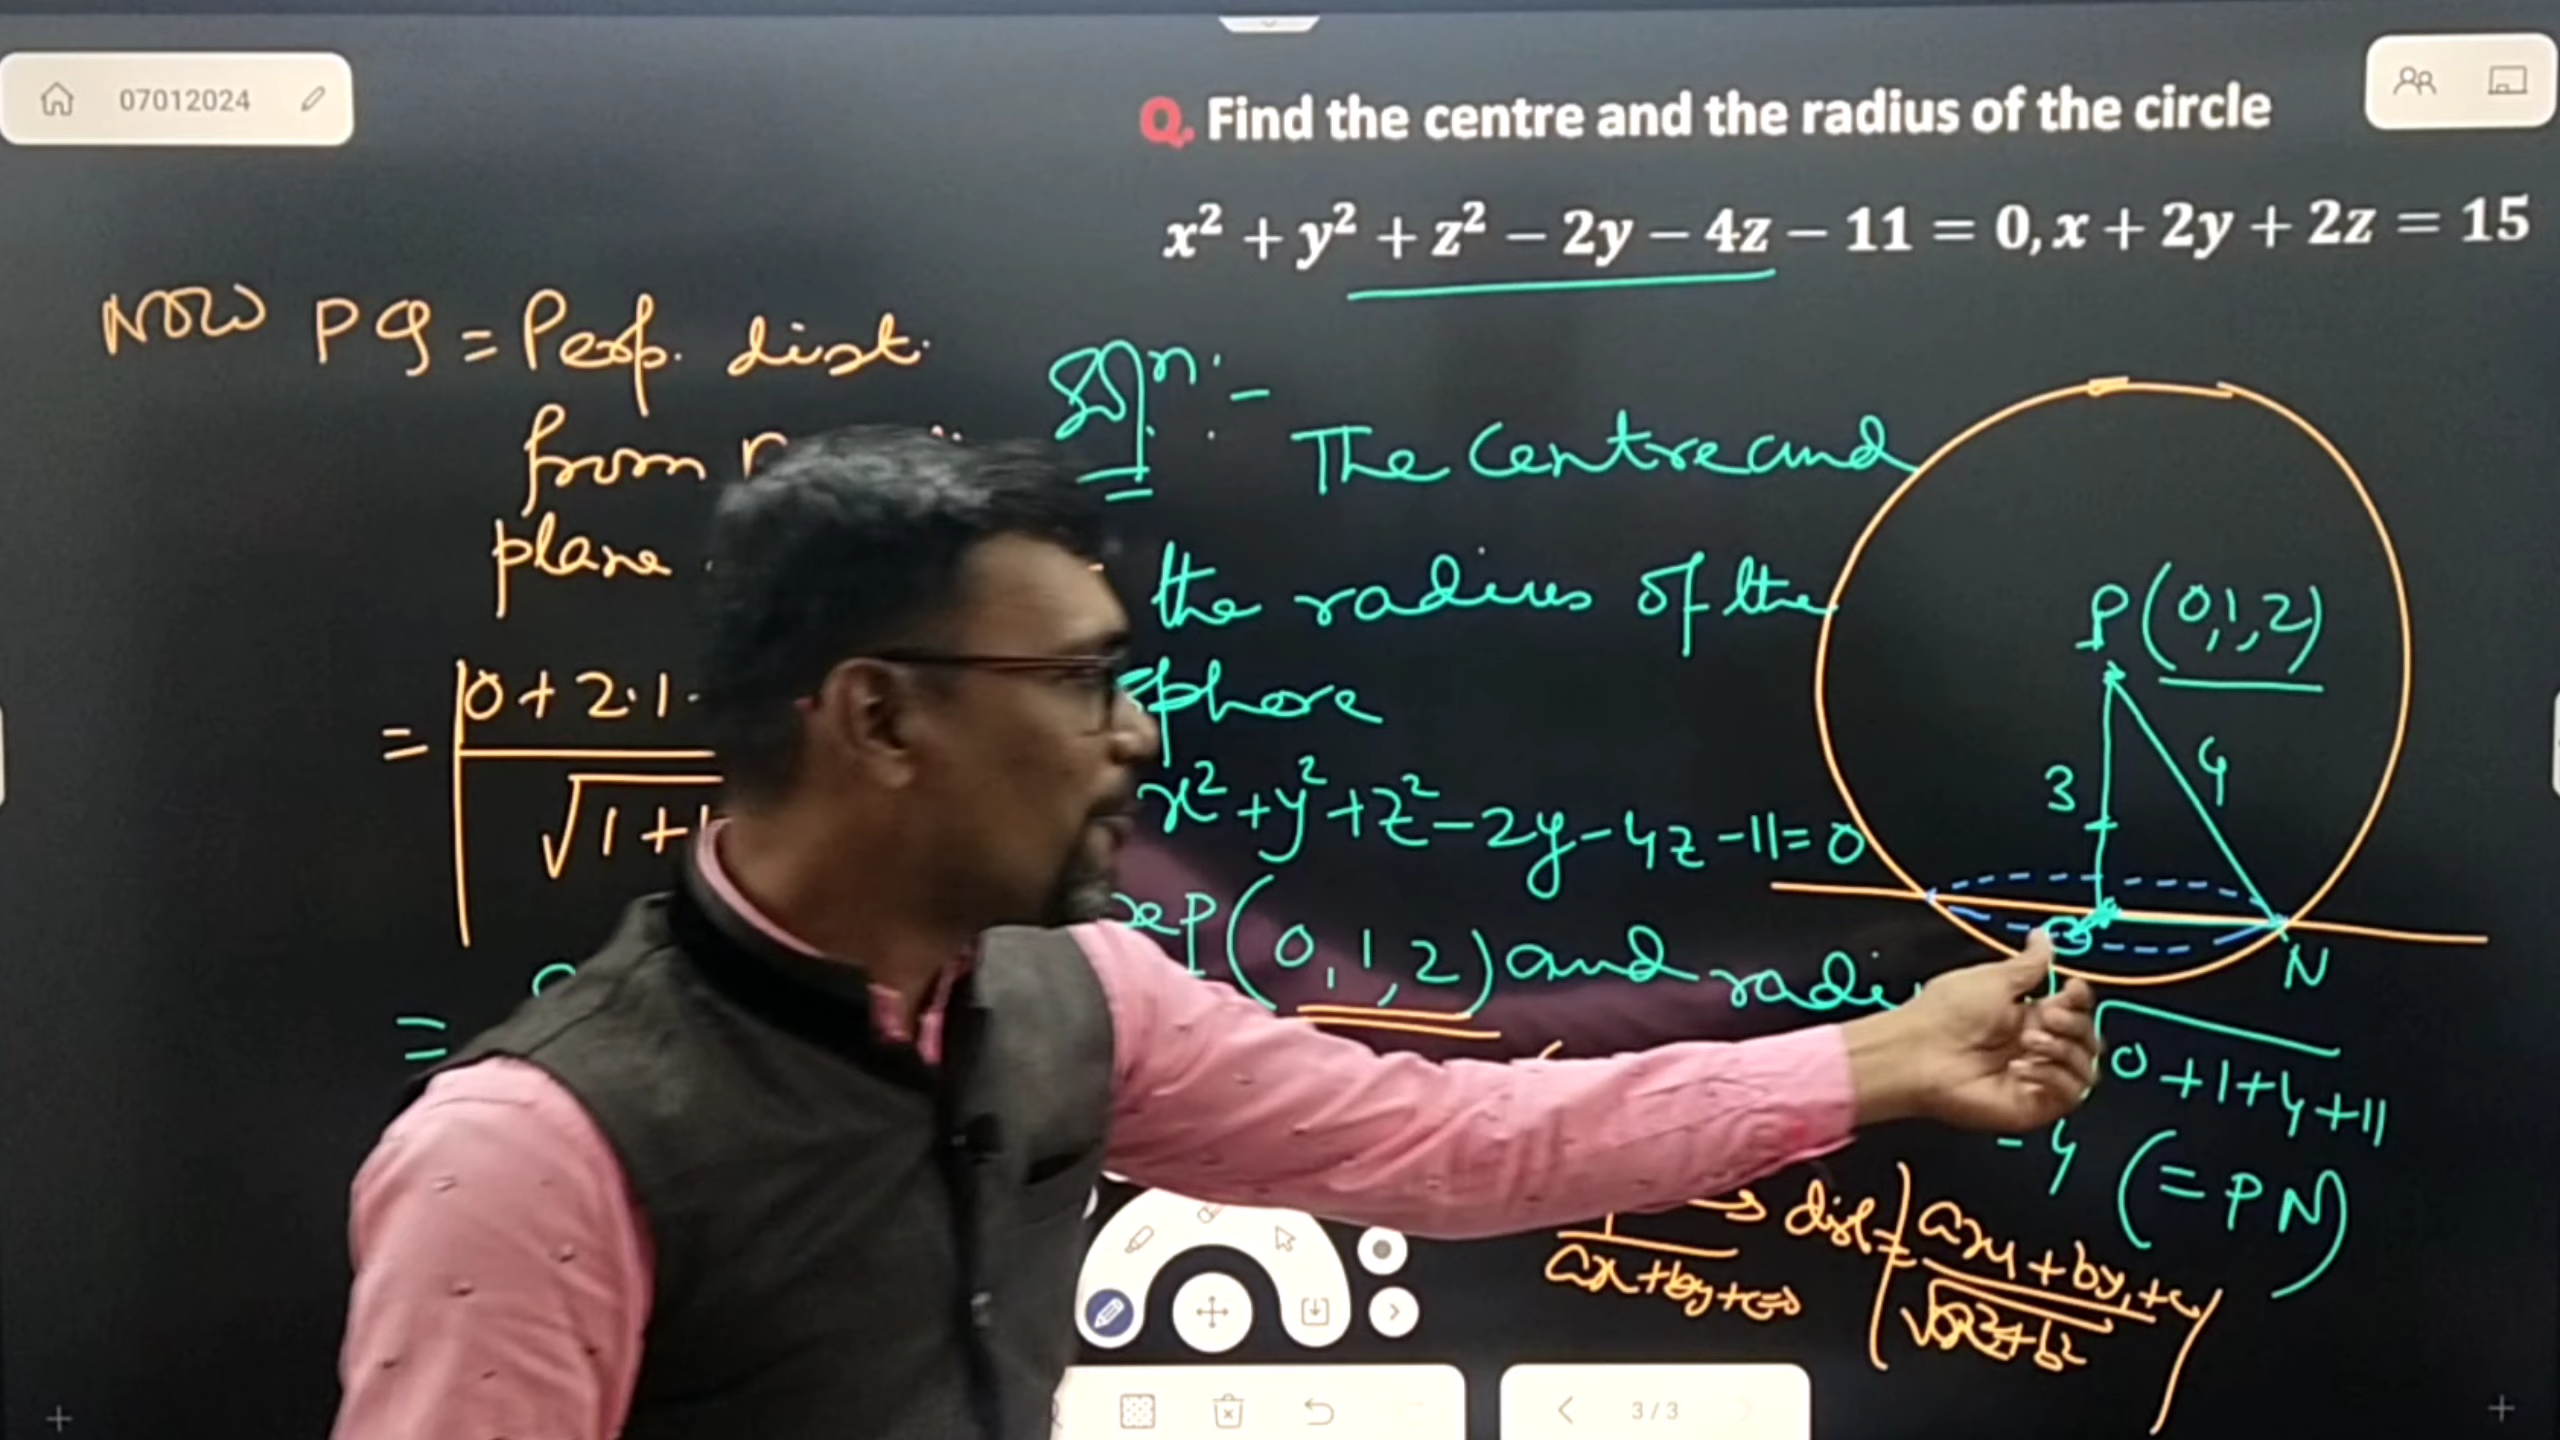 07012024
Q. Find the centre and the radius of the circle
x² + y² + z² − 2y − 4z − 11 = 0, x + 2y + 2z = 15
NOW PQ = Perp. dist.
from
plane
= |0 + 2·1
√1+
=
Solⁿ:-
The Centre and
the radius of the
sphere
x² + y² + z² - 2y - 4z - 11 = 0
P(0,1,2) and
P(0,1,2)
3
4
N
0+1+4+11
4 (= PN)
→ dist =
ax+by+c=0
√a²+b²
3/3